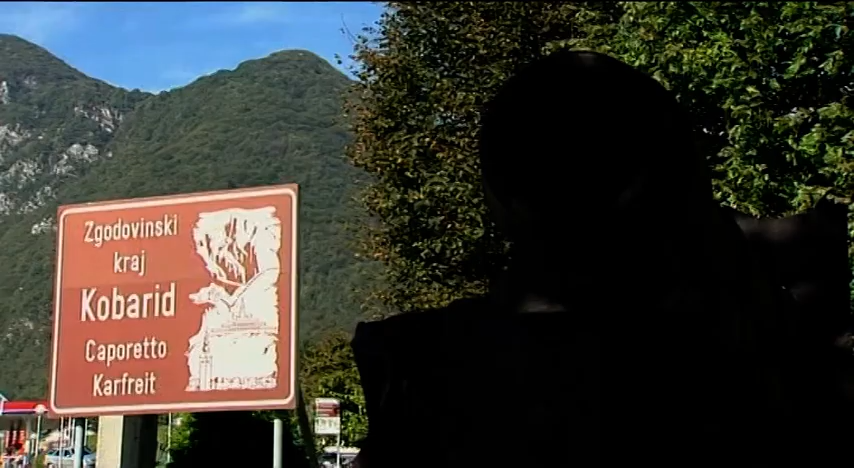 Zgodovinski
kraj
Kobarid
Caporetto
Karfreit